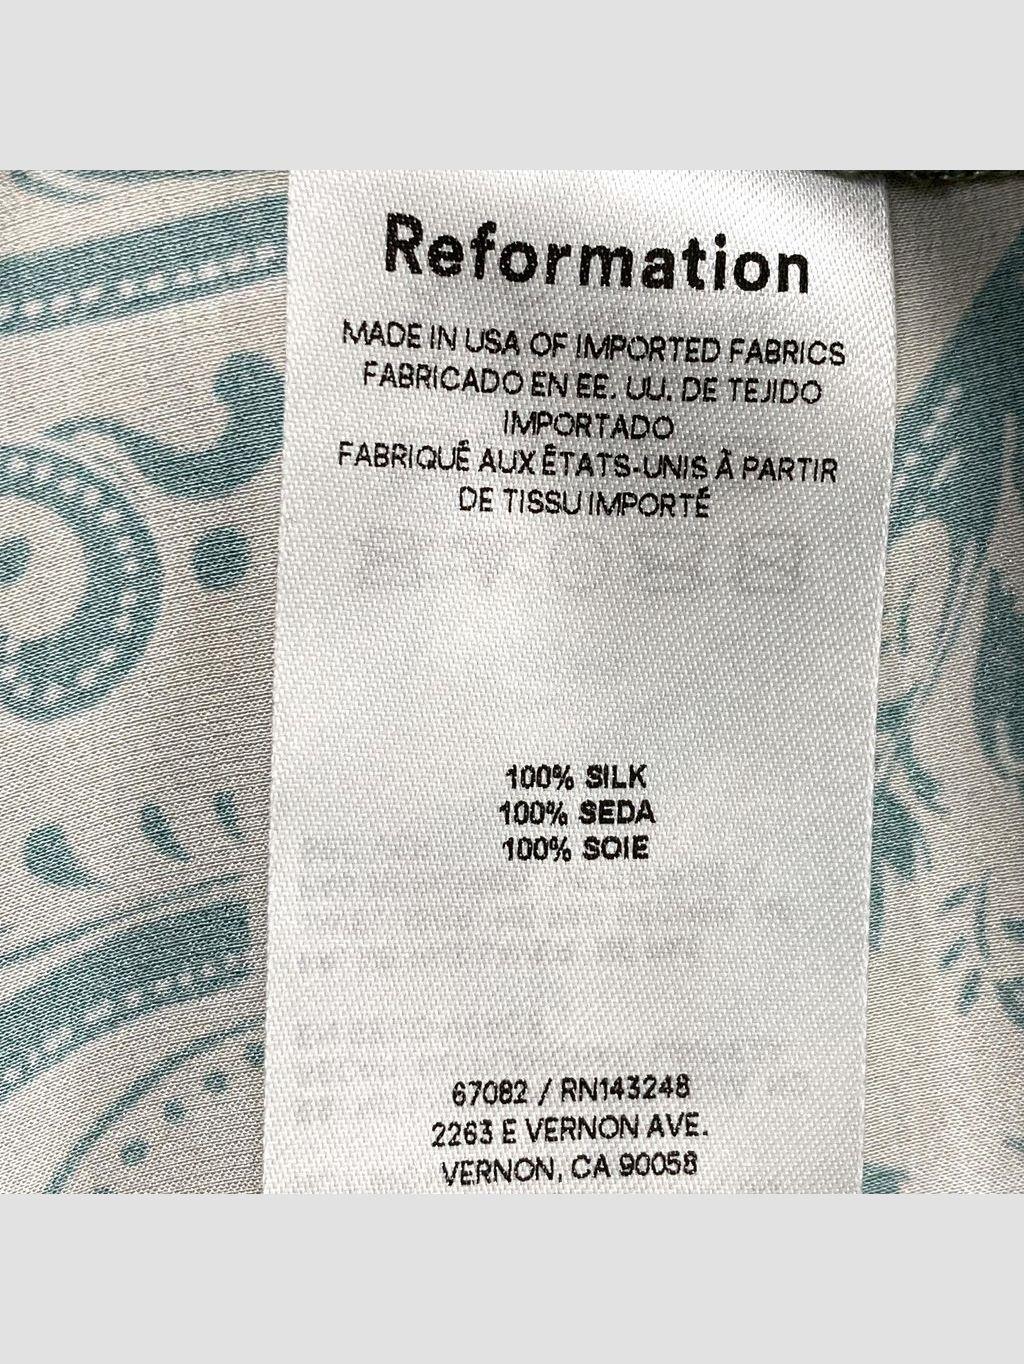 Reformation
MADE IN USA OF IMPORTED FABRICS
FABRICADO EN EE. UU. DE TEJIDO
IMPORTADO
FABRIQUÉ AUX ÉTATS-UNIS À PARTIR
DE TISSU IMPORTÉ
100% SILK
100% SEDA
100% SOIE
67082 / RN143248
2263 E VERNON AVE.
VERNON, CA 90058